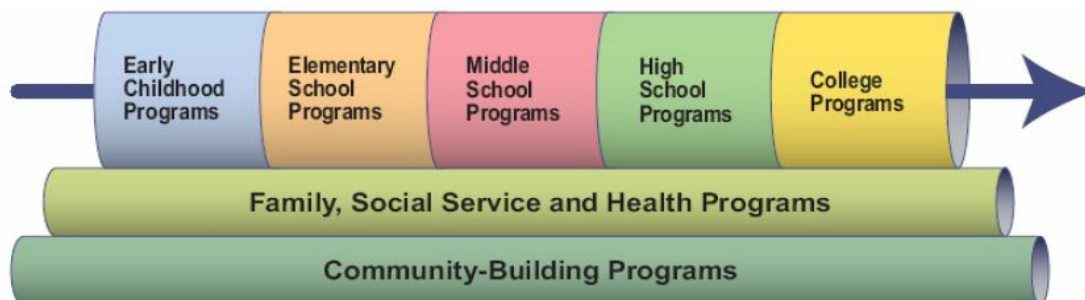 Early
Childhood
Programs
Elementary
School
Programs
Middle
School
Programs
High
School
Programs
College
Programs
Family, Social Service and Health Programs
Community-Building Programs